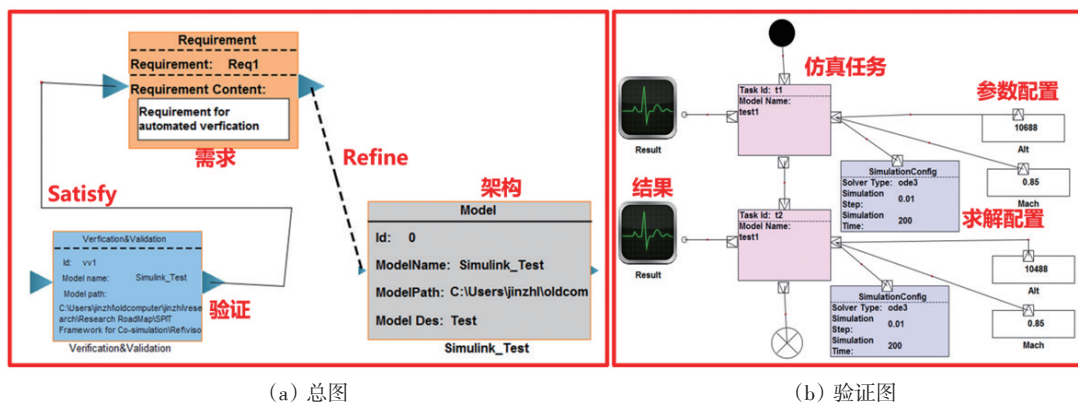 Requirement
Requirement: Req1
Requirement Content:
Requirement for
automated verfication
需求
Satisfy
Refine
架构
Model
Id: 0
ModelName: Simulink_Test
ModelPath: C:\Users\jinzhl\oldcom
Model Des: Test
Simulink_Test
Verfication&Validation
Id: vv1
Model name: Simulink_Test
Model path:
C:\Users\jinzhl\oldcomputer\jinzhl\rese
arch\Research RoadMap\SPIT
Framework for Co-simulation\Ref\viso
Verification&Validation
验证
(a) 总图
仿真任务
Task Id: t1
Model Name:
test1
Result
参数配置
10688
Alt
0.85
Mach
SimulationConfig
Solver Type: ode3
Simulation
Step: 0.01
Simulation
Time: 200
结果
Result
Task Id: t2
Model Name:
test1
求解配置
10488
Alt
0.85
Mach
SimulationConfig
Solver Type: ode3
Simulation
Step: 0.01
Simulation
Time: 200
(b) 验证图